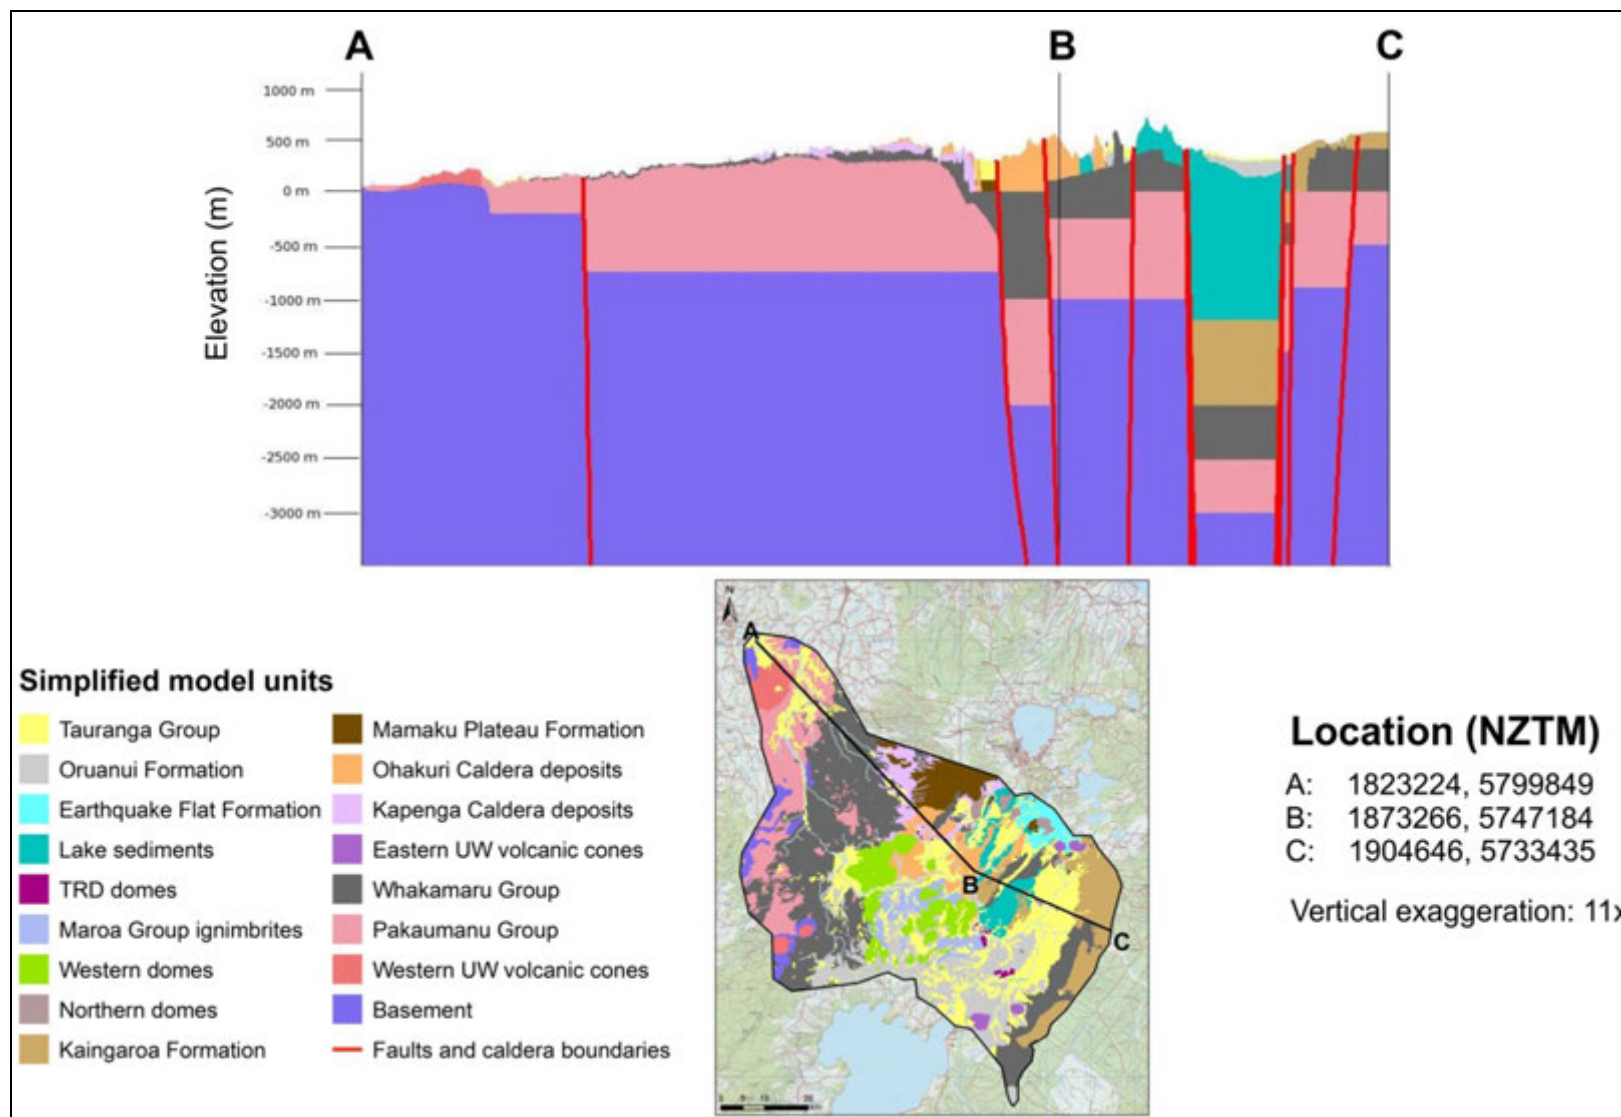 A B C
1000 m
500 m
0 m
-500 m
-1000 m
-1500 m
-2000 m
-2500 m
-3000 m
Elevation (m)
N
A
B
C
Simplified model units
Tauranga Group
Oruanui Formation
Earthquake Flat Formation
Lake sediments
TRD domes
Maroa Group ignimbrites
Western domes
Northern domes
Kaingaroa Formation
Mamaku Plateau Formation
Ohakuri Caldera deposits
Kapenga Caldera deposits
Eastern UW volcanic cones
Whakamaru Group
Pakaumanu Group
Western UW volcanic cones
Basement
Faults and caldera boundaries
Location (NZTM)
A: 1823224, 5799849
B: 1873266, 5747184
C: 1904646, 5733435
Vertical exaggeration: 11x